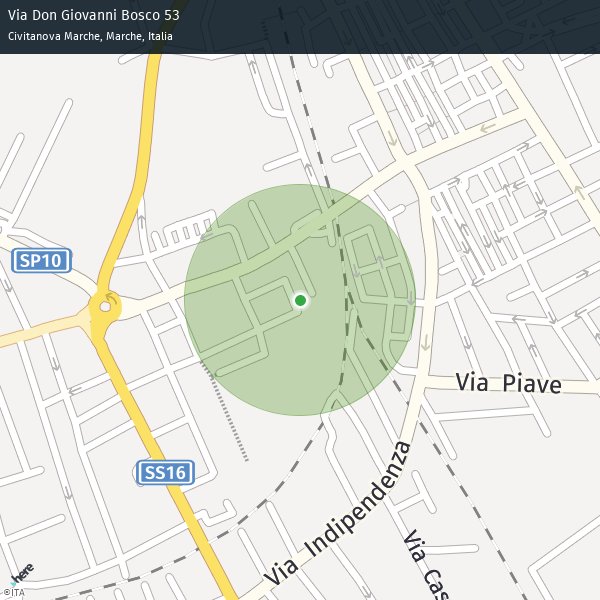 Via Don Giovanni Bosco 53
Civitanova Marche, Marche, Italia
SP10
Via Piave
SS16
Via Indipendenza
Via Cas
here
©ITA